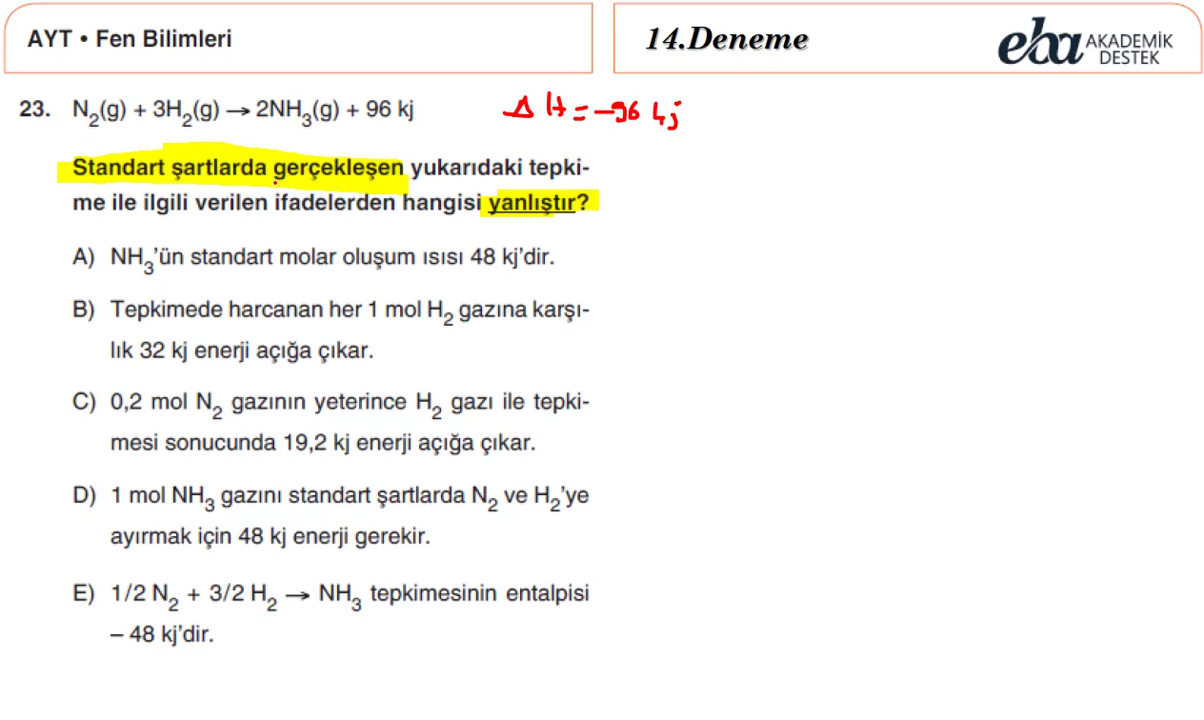 AYT • Fen Bilimleri
14.Deneme
eba AKADEMİK
DESTEK
23. N₂(g) + 3H₂(g) → 2NH₃(g) + 96 kj
Δ H = -96 kj
Standart şartlarda gerçekleşen yukarıdaki tepki-
me ile ilgili verilen ifadelerden hangisi yanlıştır?
A) NH₃'ün standart molar oluşum ısısı 48 kj'dir.
B) Tepkimede harcanan her 1 mol H₂ gazına karşı-
lık 32 kj enerji açığa çıkar.
C) 0,2 mol N₂ gazının yeterince H₂ gazı ile tepki-
mesi sonucunda 19,2 kj enerji açığa çıkar.
D) 1 mol NH₃ gazını standart şartlarda N₂ ve H₂'ye
ayırmak için 48 kj enerji gerekir.
E) 1/2 N₂ + 3/2 H₂ → NH₃ tepkimesinin entalpisi
– 48 kj'dir.